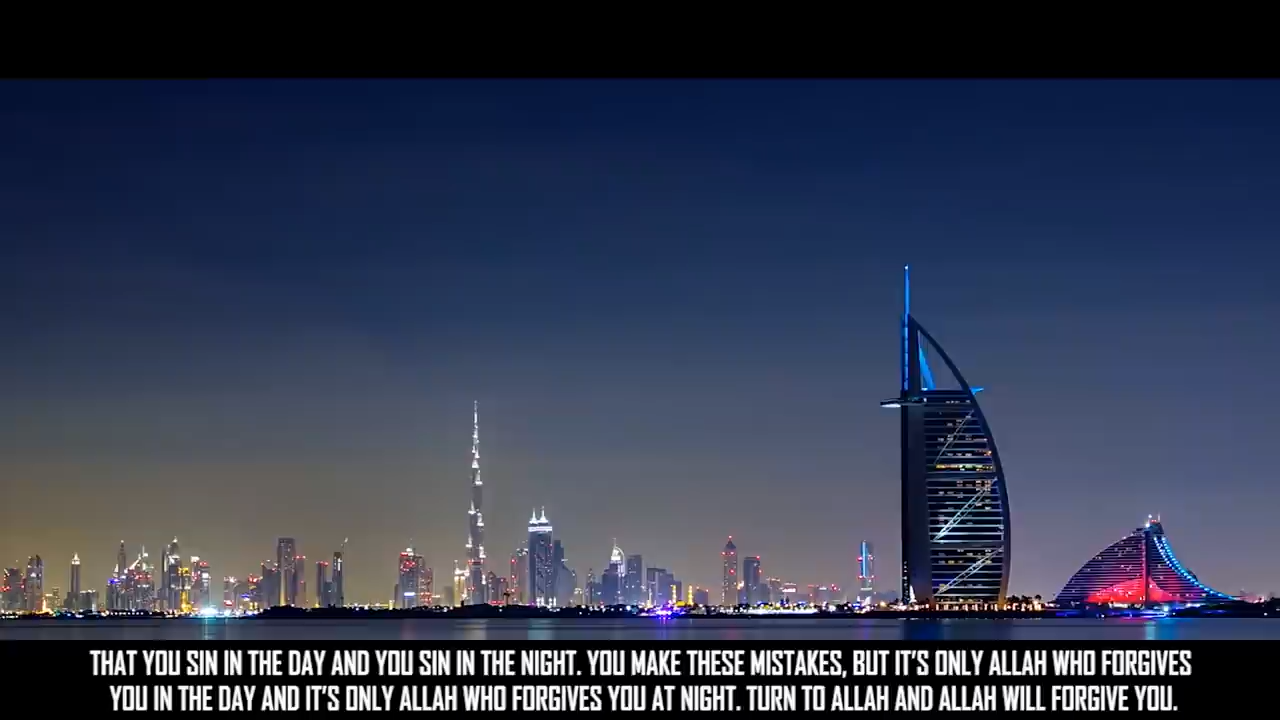 THAT YOU SIN IN THE DAY AND YOU SIN IN THE NIGHT. YOU MAKE THESE MISTAKES, BUT IT'S ONLY ALLAH WHO FORGIVES
YOU IN THE DAY AND IT'S ONLY ALLAH WHO FORGIVES YOU AT NIGHT. TURN TO ALLAH AND ALLAH WILL FORGIVE YOU.